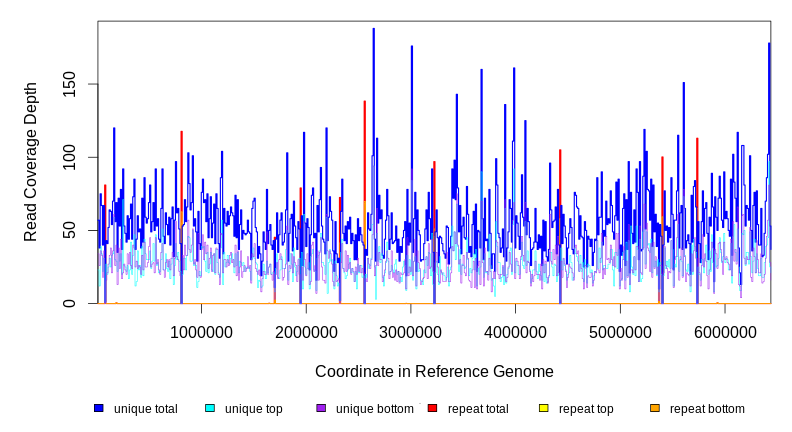 Read Coverage Depth
150
100
50
0
1000000 2000000 3000000 4000000 5000000 6000000
Coordinate in Reference Genome
unique total unique top unique bottom repeat total repeat top repeat bottom